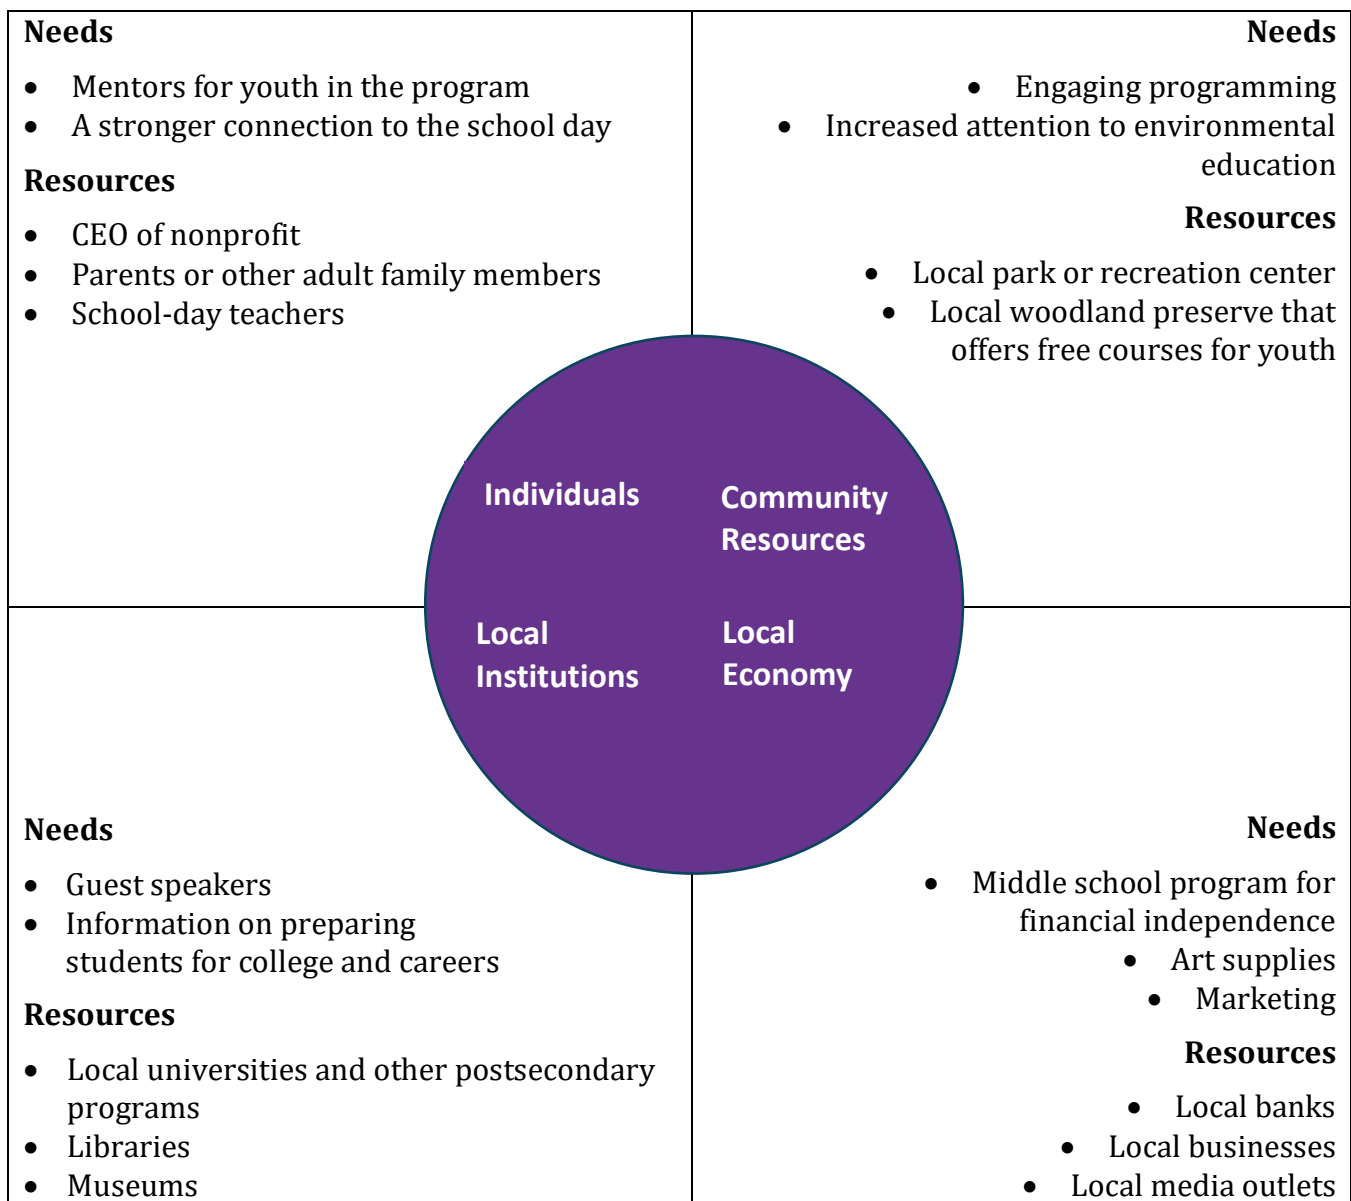 Needs
• Mentors for youth in the program
• A stronger connection to the school day
Resources
• CEO of nonprofit
• Parents or other adult family members
• School-day teachers
Needs
• Engaging programming
• Increased attention to environmental
education
Resources
• Local park or recreation center
• Local woodland preserve that
offers free courses for youth
Individuals
Community
Resources
Local
Institutions
Local
Economy
Needs
• Guest speakers
• Information on preparing
students for college and careers
Resources
• Local universities and other postsecondary
programs
• Libraries
• Museums
Needs
• Middle school program for
financial independence
• Art supplies
• Marketing
Resources
• Local banks
• Local businesses
• Local media outlets